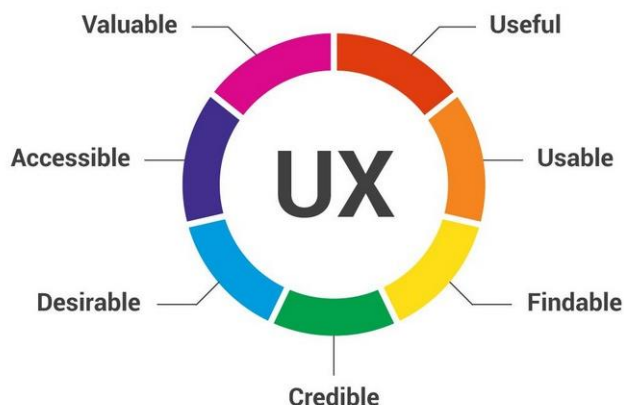 Valuable
Useful
Accessible
UX
Usable
Desirable
Findable
Credible